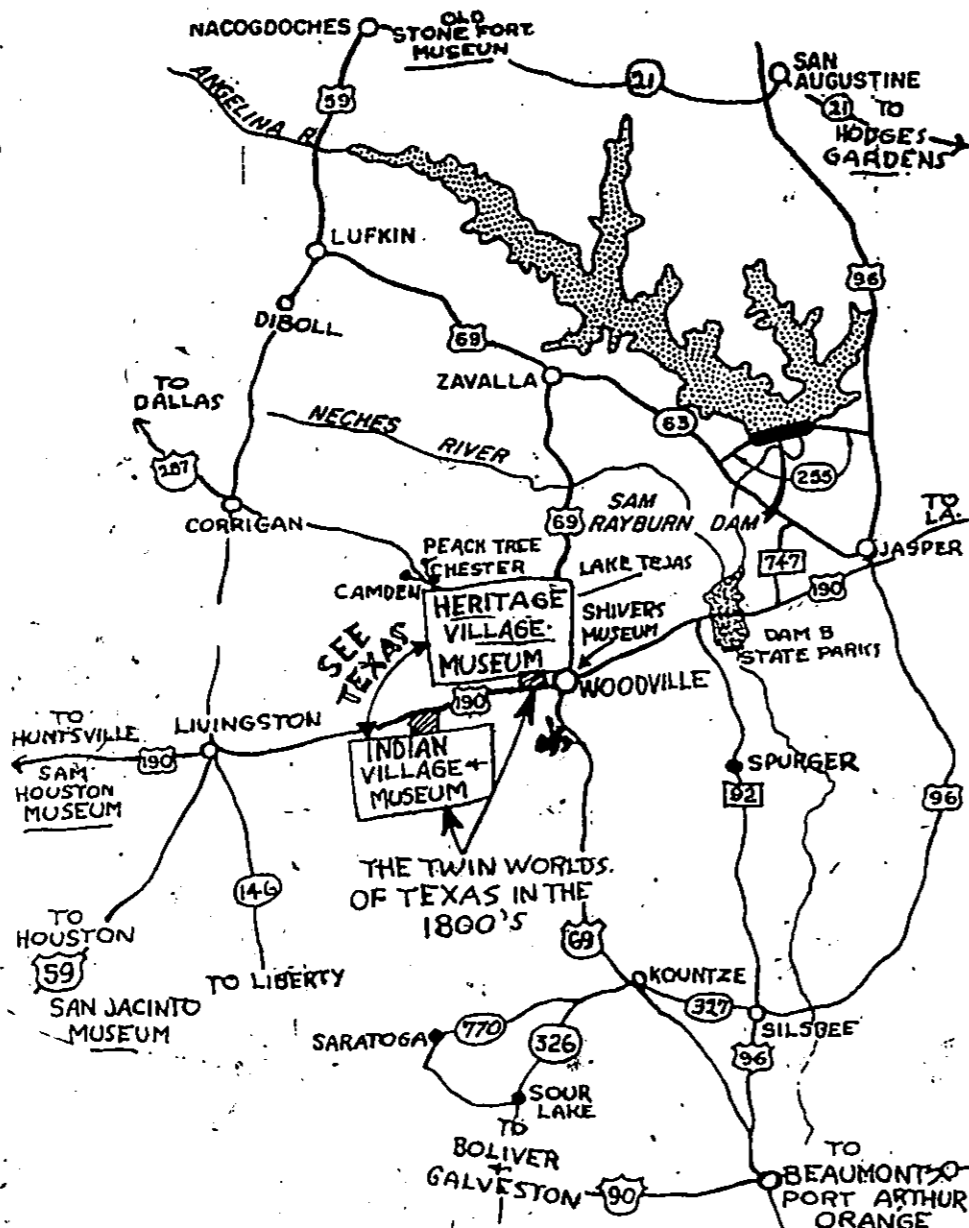 NACOGDOCHES
OLD
STONE FORT
MUSEUM
SAN
AUGUSTINE
21
21 TO
HODGES
GARDENS
ANGELINA R.
59
LUFKIN
96
DIBOLL
69
ZAVALLA
TO
DALLAS
NECHES
RIVER
63
287
255
CORRIGAN
SAM
RAYBURN DAM
TO
LA.
69
JASPER
PEACH TREE
CHESTER
CAMDEN
LAKE TEJAS
747
190
HERITAGE
VILLAGE
MUSEUM
SHIVERS
MUSEUM
DAM B
STATE PARKS
SEE
TEXAS
190
WOODVILLE
LIVINGSTON
TO
HUNTSVILLE
190
SAM
HOUSTON
MUSEUM
INDIAN
VILLAGE +
MUSEUM
SPURGER
92
96
THE TWIN WORLDS
OF TEXAS IN THE
1800'S
146
TO
HOUSTON
59
SAN JACINTO
MUSEUM
TO LIBERTY
69
KOUNTZE
327
SILSBEE
SARATOGA
770
326
96
SOUR
LAKE
TO
BOLIVER
+
GALVESTON
90
TO
BEAUMONT
PORT ARTHUR
ORANGE